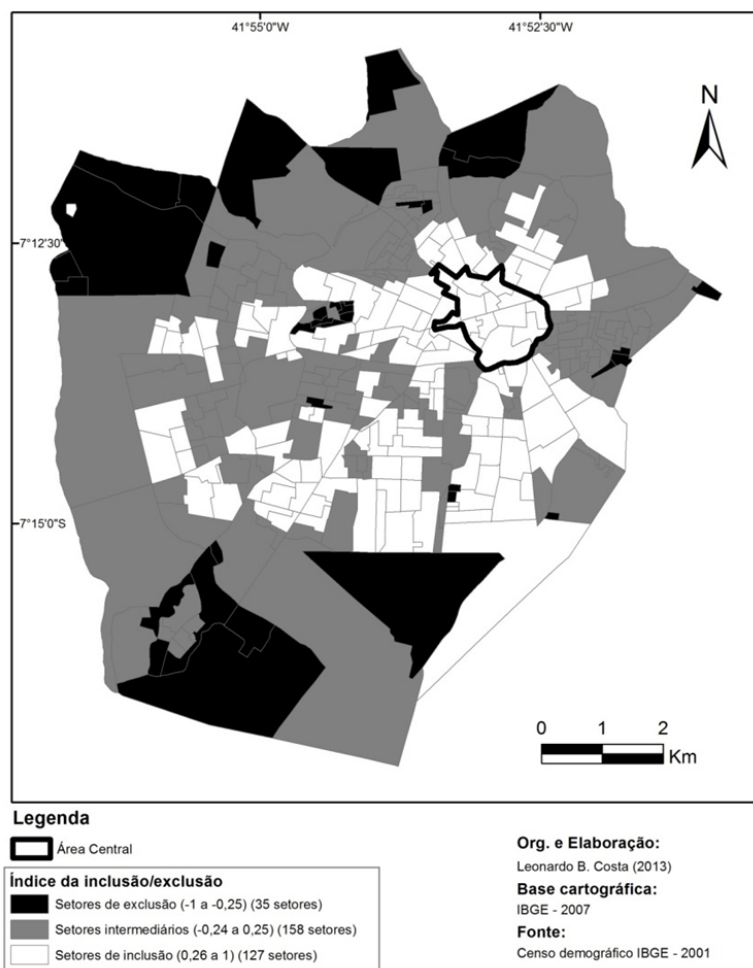 41°55'0"W
41°52'30"W
N
7°12'30"
7°15'0"S
0 1 2
Km
Legenda
Área Central
Índice da inclusão/exclusão
Setores de exclusão (-1 a -0,25) (35 setores)
Setores intermediários (-0,24 a 0,25) (158 setores)
Setores de inclusão (0,26 a 1) (127 setores)
Org. e Elaboração:
Leonardo B. Costa (2013)
Base cartográfica:
IBGE - 2007
Fonte:
Censo demográfico IBGE - 2001